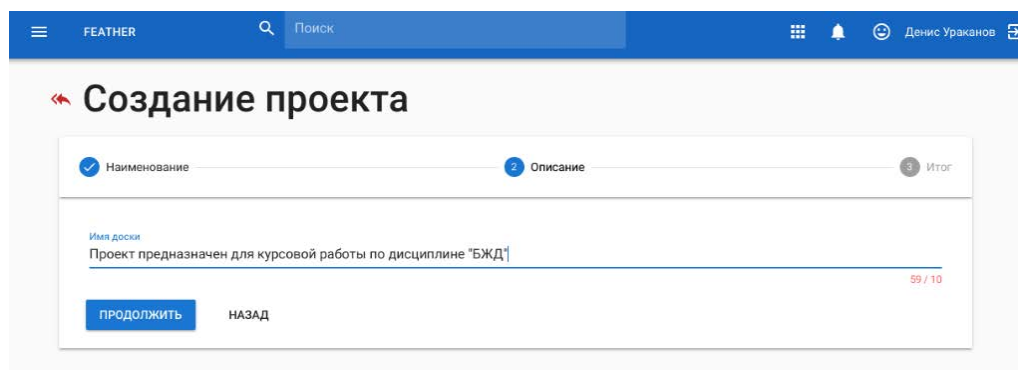 FEATHER
Поиск
Денис Ураканов
Создание проекта
Наименование
2 Описание
3 Итог
Имя доски
Проект предназначен для курсовой работы по дисциплине "БЖД"
59 / 10
ПРОДОЛЖИТЬ НАЗАД